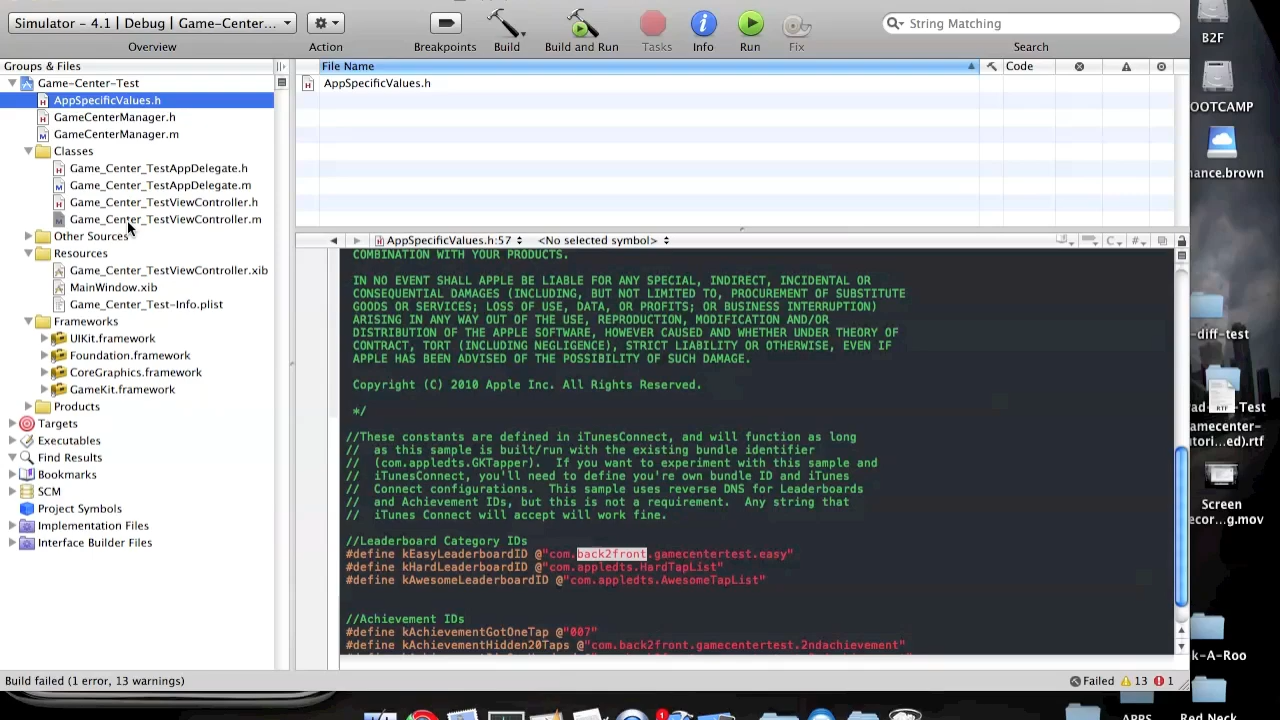 Simulator - 4.1 | Debug | Game-Center...
Overview
Action
Breakpoints
Build
Build and Run
Tasks
Info
Run
Fix
String Matching
Search
Groups & Files
File Name
Code
Game-Center-Test
AppSpecificValues.h
GameCenterManager.h
GameCenterManager.m
Classes
Game_Center_TestAppDelegate.h
Game_Center_TestAppDelegate.m
Game_Center_TestViewController.h
Game_Center_TestViewController.m
Other Sources
Resources
Game_Center_TestViewController.xib
MainWindow.xib
Game_Center_Test-Info.plist
Frameworks
UIKit.framework
Foundation.framework
CoreGraphics.framework
GameKit.framework
Products
Targets
Executables
Find Results
Bookmarks
SCM
Project Symbols
Implementation Files
Interface Builder Files
AppSpecificValues.h
AppSpecificValues.h:57
<No selected symbol>
COMBINATION WITH YOUR PRODUCTS.
IN NO EVENT SHALL APPLE BE LIABLE FOR ANY SPECIAL, INDIRECT, INCIDENTAL OR
CONSEQUENTIAL DAMAGES (INCLUDING, BUT NOT LIMITED TO, PROCUREMENT OF SUBSTITUTE
GOODS OR SERVICES; LOSS OF USE, DATA, OR PROFITS; OR BUSINESS INTERRUPTION)
ARISING IN ANY WAY OUT OF THE USE, REPRODUCTION, MODIFICATION AND/OR
DISTRIBUTION OF THE APPLE SOFTWARE, HOWEVER CAUSED AND WHETHER UNDER THEORY OF
CONTRACT, TORT (INCLUDING NEGLIGENCE), STRICT LIABILITY OR OTHERWISE, EVEN IF
APPLE HAS BEEN ADVISED OF THE POSSIBILITY OF SUCH DAMAGE.
Copyright (C) 2010 Apple Inc. All Rights Reserved.
*/
//These constants are defined in iTunesConnect, and will function as long
// as this sample is built/run with the existing bundle identifier
// (com.appledts.GKTapper). If you want to experiment with this sample and
// iTunesConnect, you'll need to define you're own bundle ID and iTunes
// Connect configurations. This sample uses reverse DNS for Leaderboards
// and Achievement IDs, but this is not a requirement. Any string that
// iTunes Connect will accept will work fine.
//Leaderboard Category IDs
#define kEasyLeaderboardID @"com.back2front.gamecentertest.easy"
#define kHardLeaderboardID @"com.appledts.HardTapList"
#define kAwesomeLeaderboardID @"com.appledts.AwesomeTapList"
//Achievement IDs
#define kAchievementGotOneTap @"007"
#define kAchievementHidden20Taps @"com.back2front.gamecentertest.2ndachievement"
Build failed (1 error, 13 warnings)
Failed
13
1
B2F
OOTCAMP
nance.brown
-diff-test
ad-Test
amecenter-
utori...ed).rtf
Screen
ecor...g.mov
k-A-Roo
APPS
Red Neck